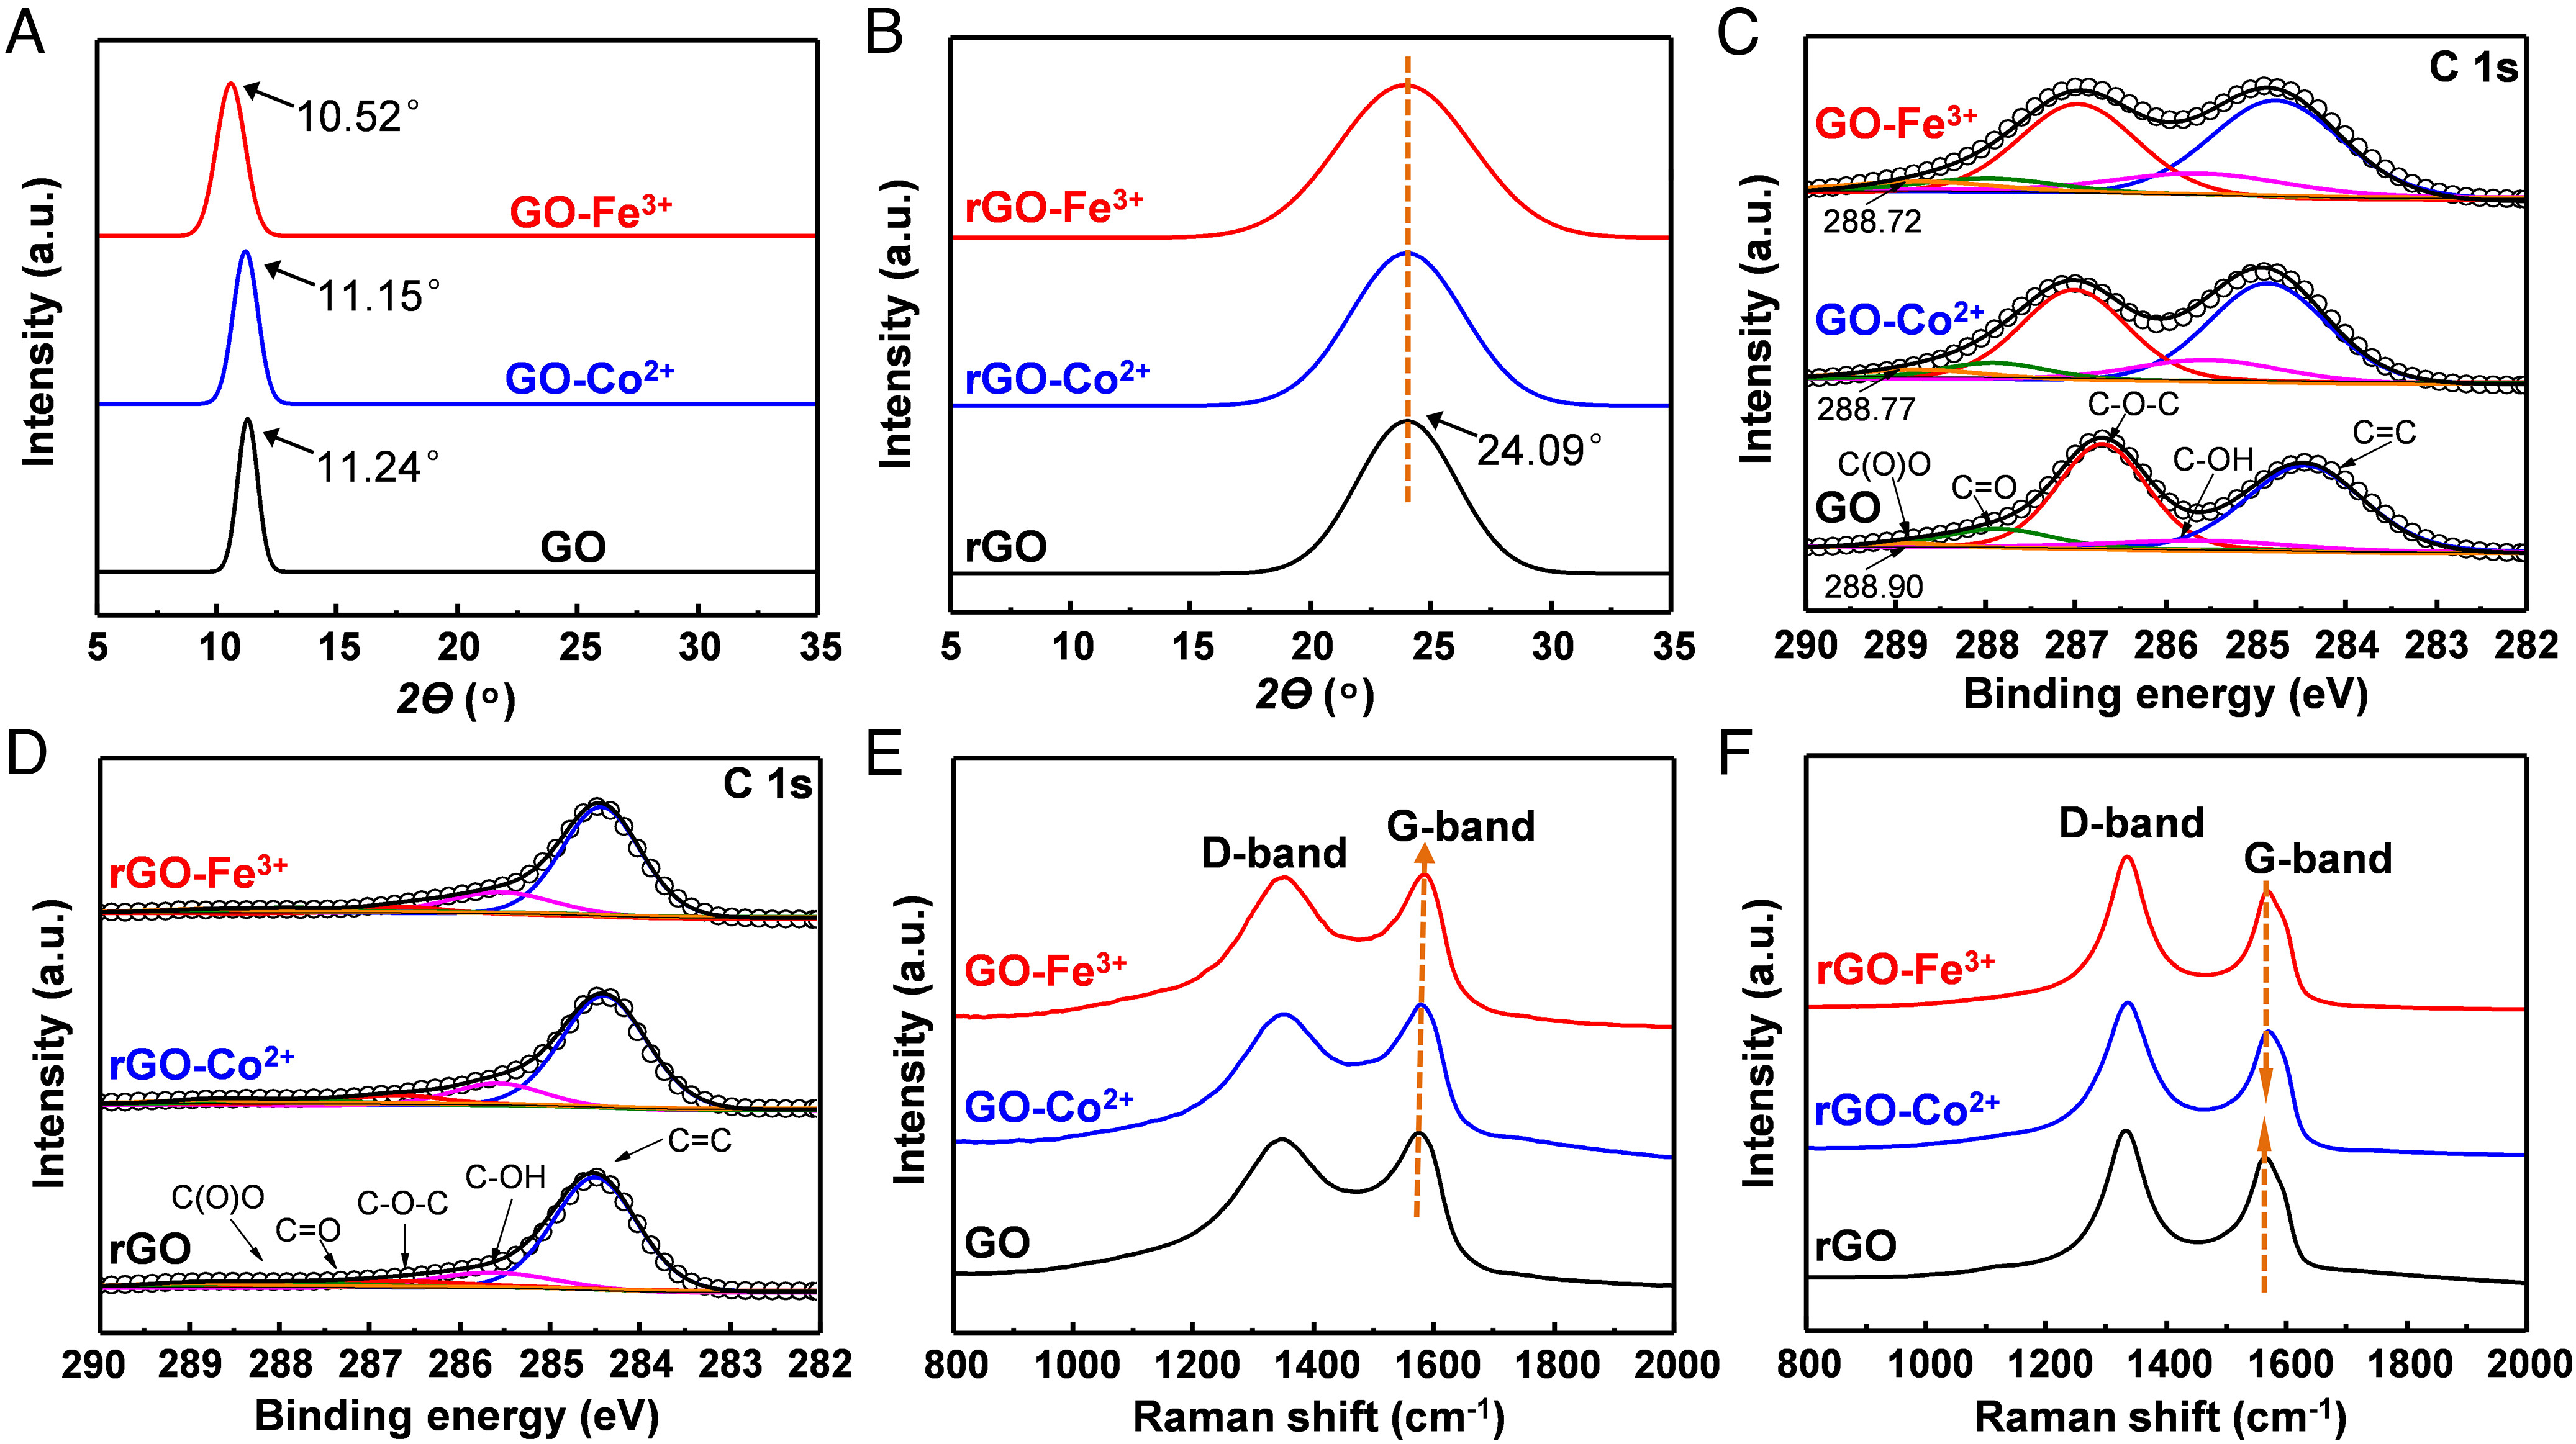 A
10.52°
GO-Fe³⁺
11.15°
GO-Co²⁺
11.24°
GO
Intensity (a.u.)
5 10 15 20 25 30 35
2Θ (o)
B
rGO-Fe³⁺
rGO-Co²⁺
24.09°
rGO
Intensity (a.u.)
5 10 15 20 25 30 35
2Θ (o)
C
C 1s
GO-Fe³⁺
288.72
GO-Co²⁺
288.77
C-O-C
C=C
C(O)O
C-OH
C=O
GO
288.90
Intensity (a.u.)
290 289 288 287 286 285 284 283 282
Binding energy (eV)
D
C 1s
rGO-Fe³⁺
rGO-Co²⁺
C=C
C-OH
C(O)O
C-O-C
C=O
rGO
Intensity (a.u.)
290 289 288 287 286 285 284 283 282
Binding energy (eV)
E
G-band
D-band
GO-Fe³⁺
GO-Co²⁺
GO
Intensity (a.u.)
800 1000 1200 1400 1600 1800 2000
Raman shift (cm⁻¹)
F
D-band
G-band
rGO-Fe³⁺
rGO-Co²⁺
rGO
Intensity (a.u.)
800 1000 1200 1400 1600 1800 2000
Raman shift (cm⁻¹)